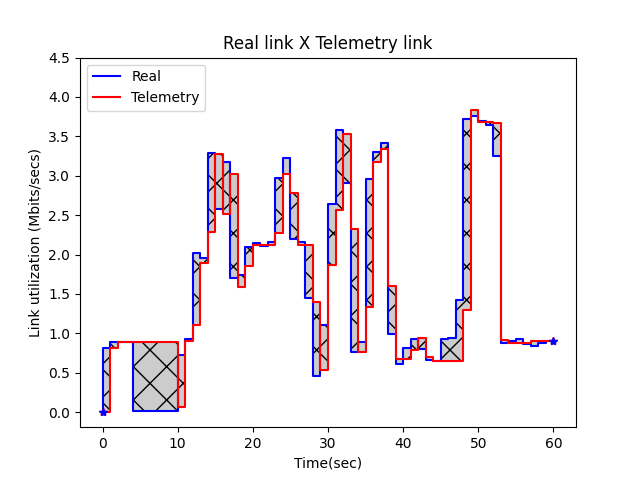 Real link X Telemetry link
Real
Telemetry
Link utilization (Mbits/secs)
4.5
4.0
3.5
3.0
2.5
2.0
1.5
1.0
0.5
0.0
0 10 20 30 40 50 60
Time(sec)